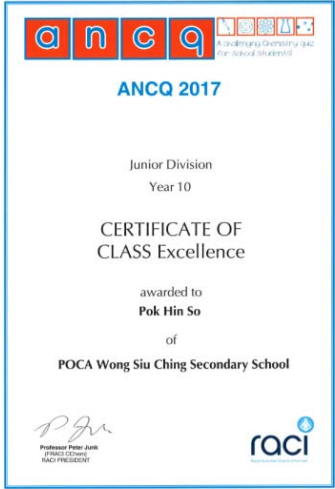 ancq
A challenging Chemistry quiz
for School Students!
ANCQ 2017
Junior Division
Year 10
CERTIFICATE OF
CLASS Excellence
awarded to
Pok Hin So
of
POCA Wong Siu Ching Secondary School
Professor Peter Junk
(FRACI CChem)
RACI PRESIDENT
raci